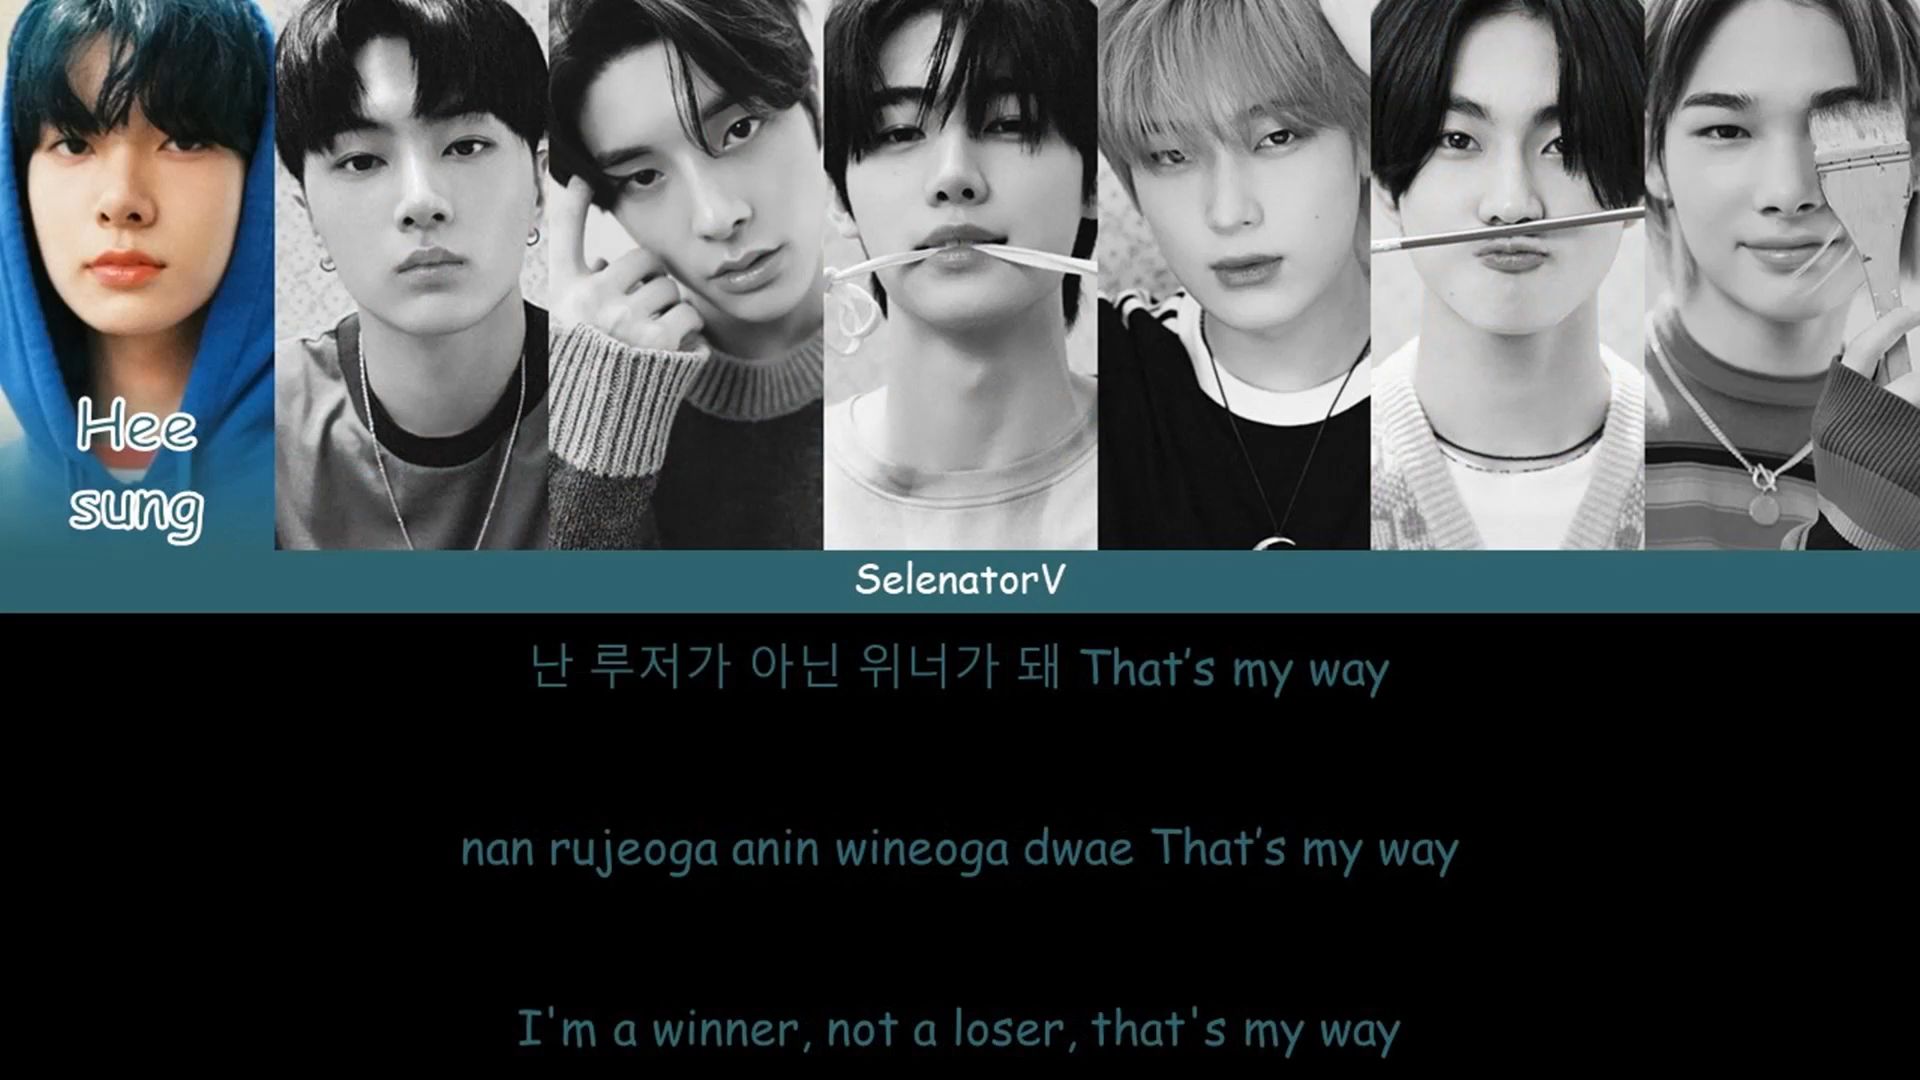 Hee
sung
SelenatorV
난 루저가 아닌 위너가 돼 That's my way
nan rujeoga anin wineoga dwae That's my way
I'm a winner, not a loser, that's my way